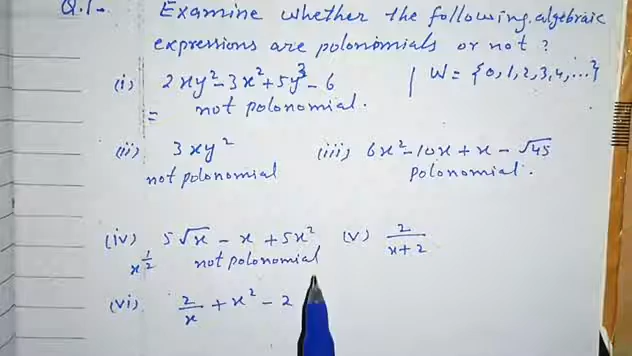 Q.1- Examine whether the following algebraic
expressions are polonimials or not ?
(i) 2xy²-3x²+5y³-6 | W = {0,1,2,3,4,...}
= not polonomial.
(ii) 3xy² (iii) 6x²-10x+x-√45
not polonomial polonomial.
(iv) 5√x - x + 5x² (v) 2/(x+2)
x^(1/2) not polonomial
(vi) 2/x + x² - 2